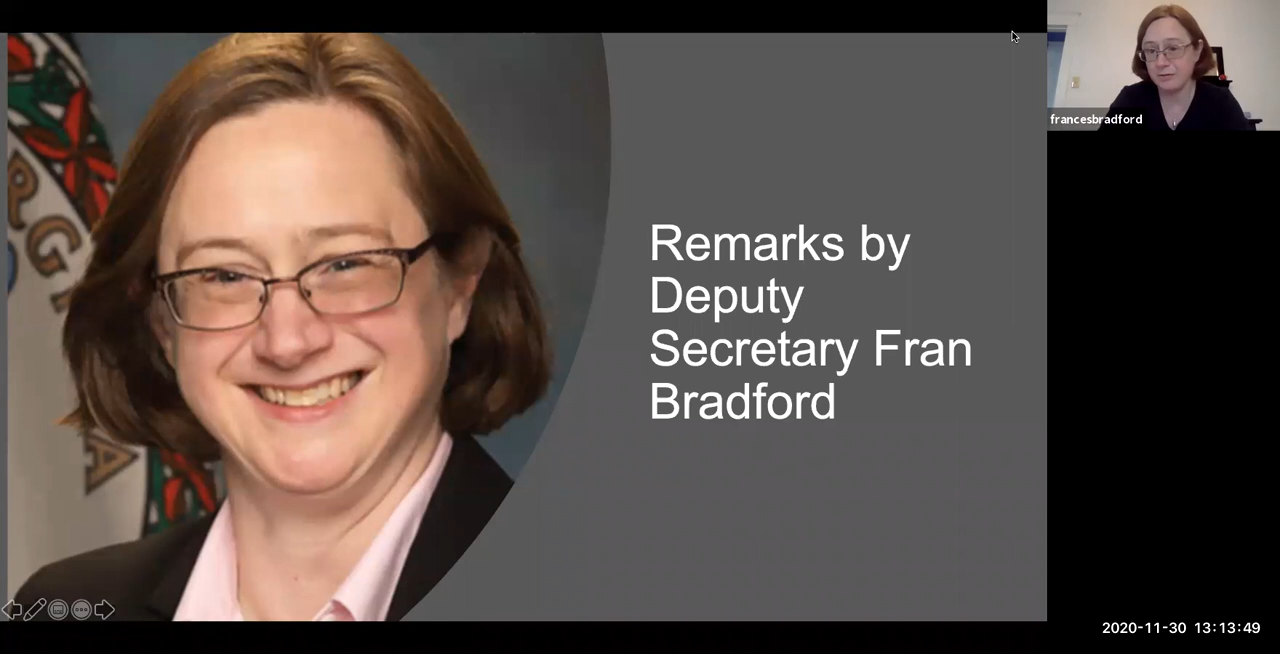 francesbradford
Remarks by
Deputy
Secretary Fran
Bradford
2020-11-30 13:13:49